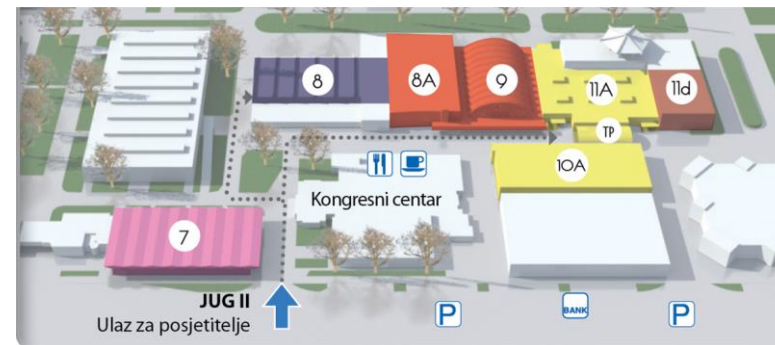 8
8A
9
11A
11d
TP
10A
Kongresni centar
7
JUG II
Ulaz za posjetitelje
P
BANK
P